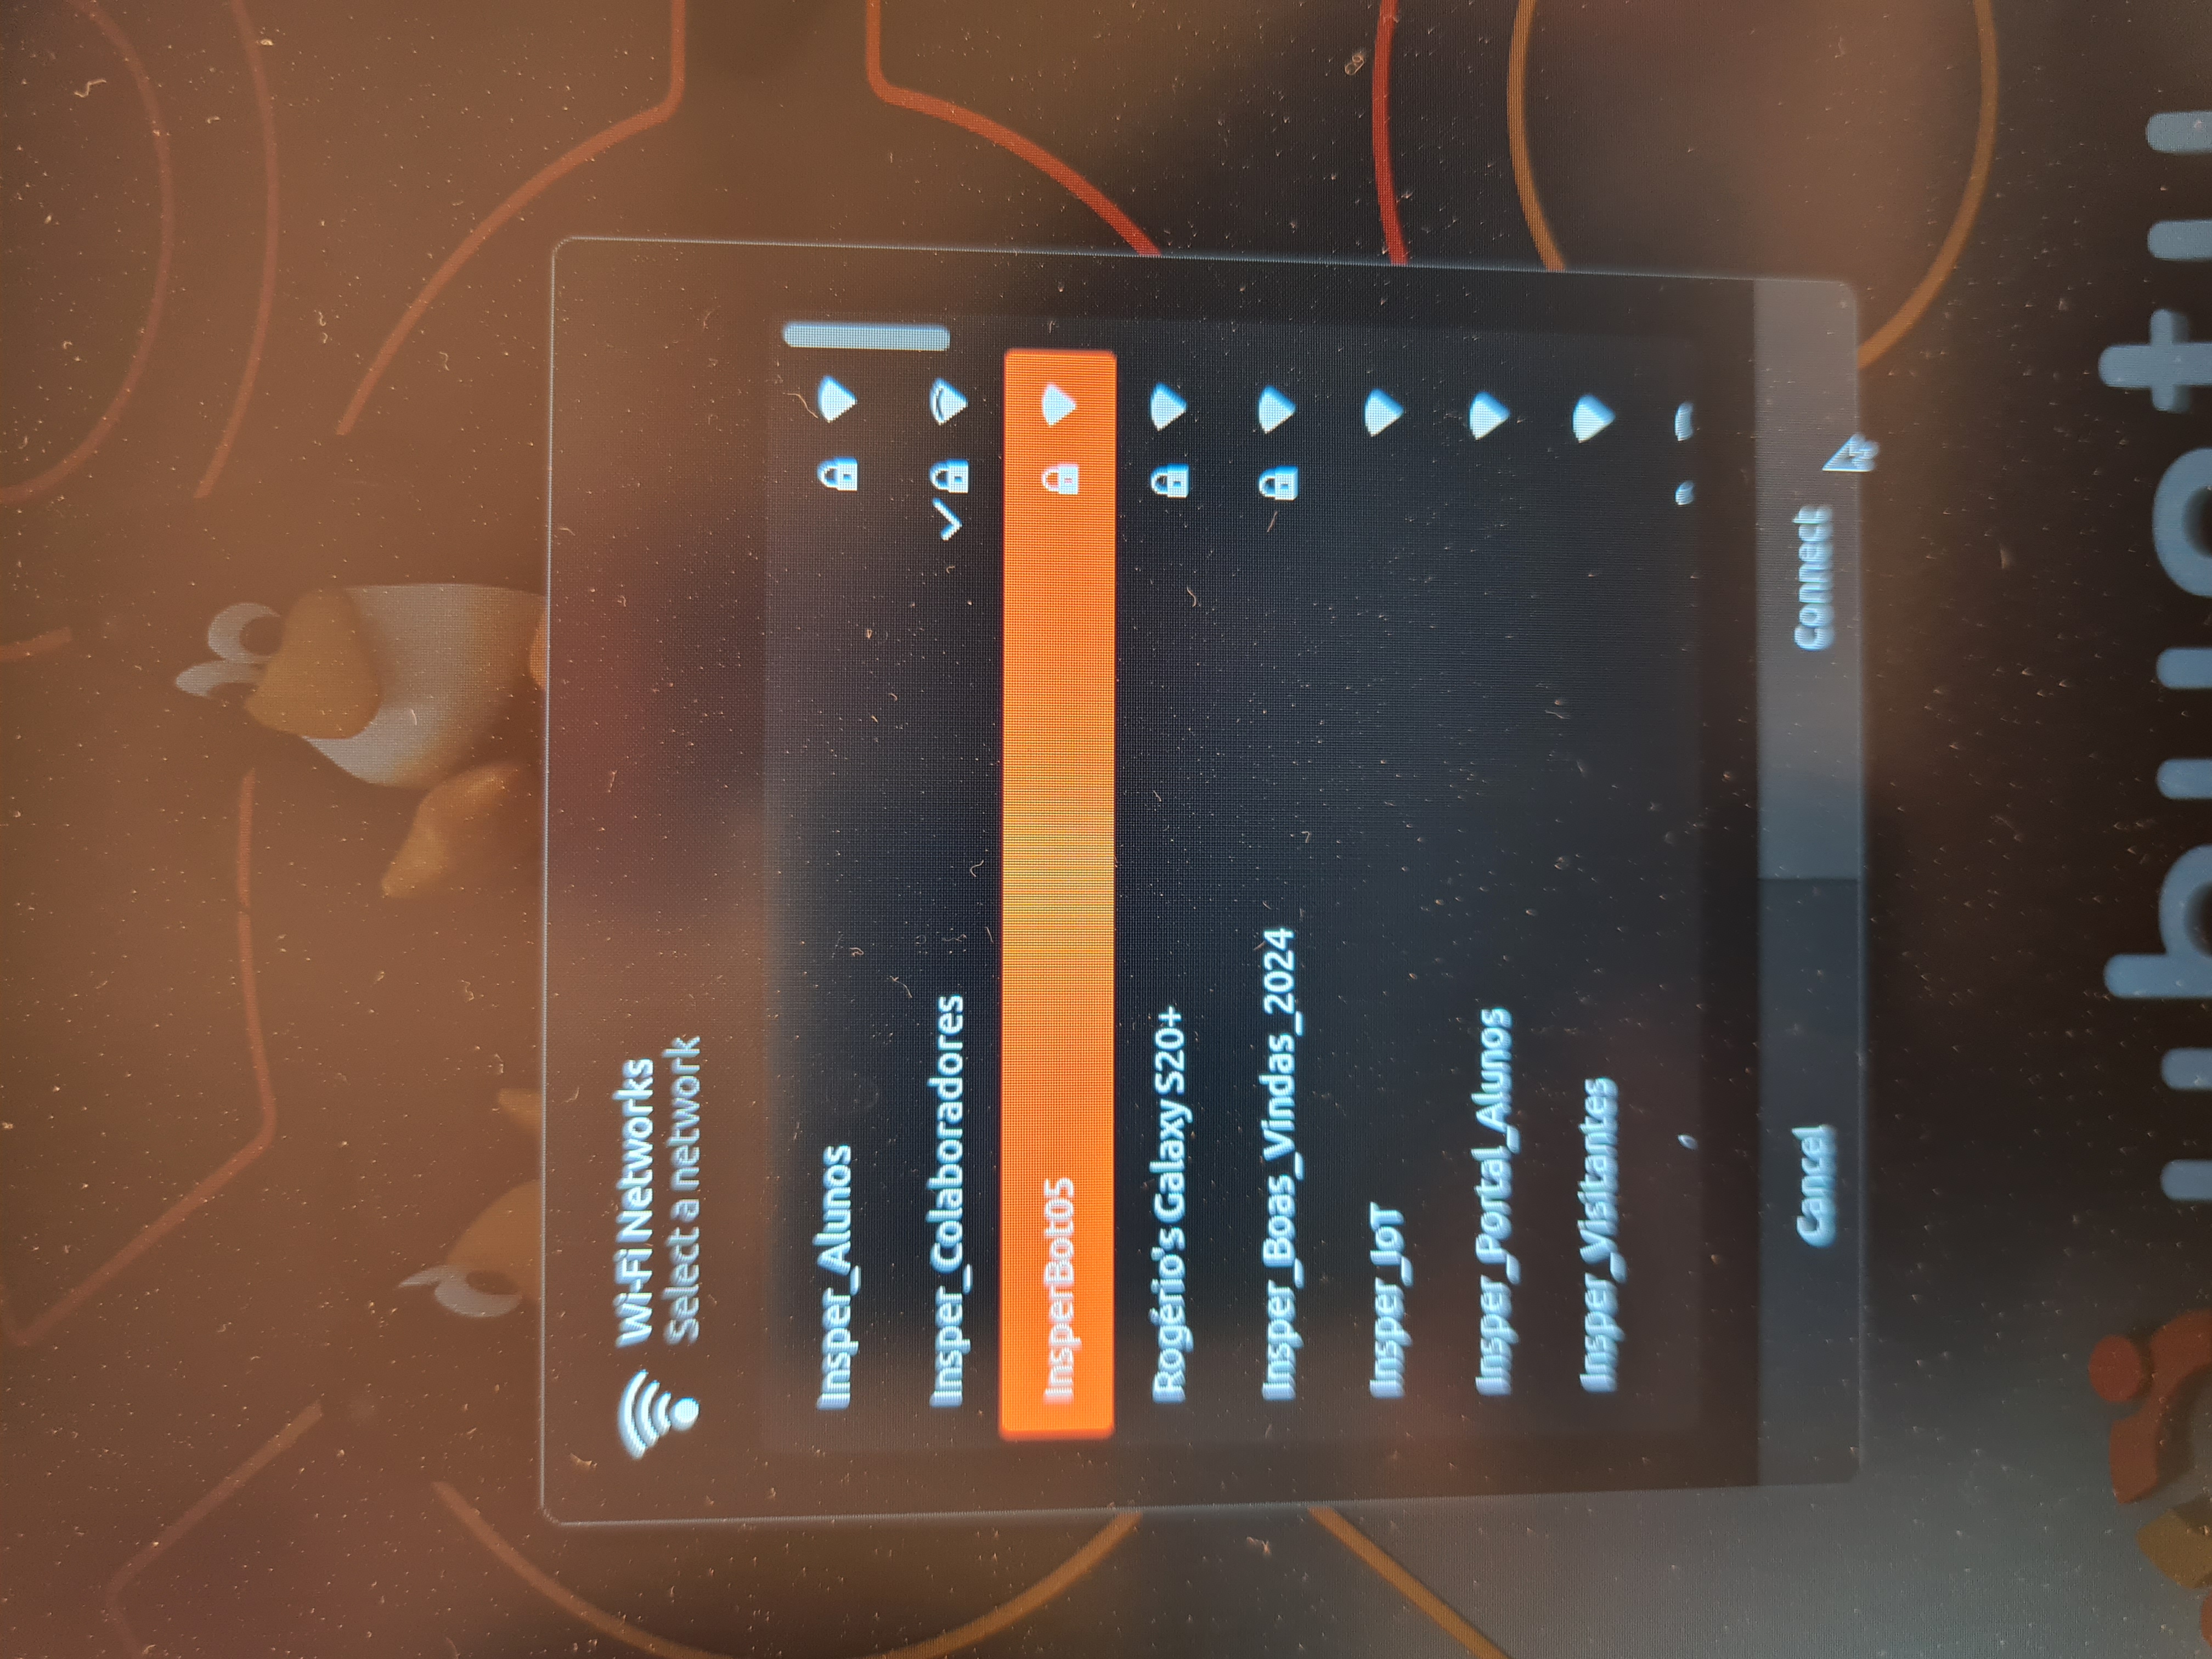 Wi-Fi Networks
Select a network
Insper_Alunos
Insper_Colaboradores
InsperBot05
Rogério's Galaxy S20+
Insper_Boas_Vindas_2024
Insper_IoT
Insper_Portal_Alunos
Insper_Visitantes
Cancel
Connect
ubuntu